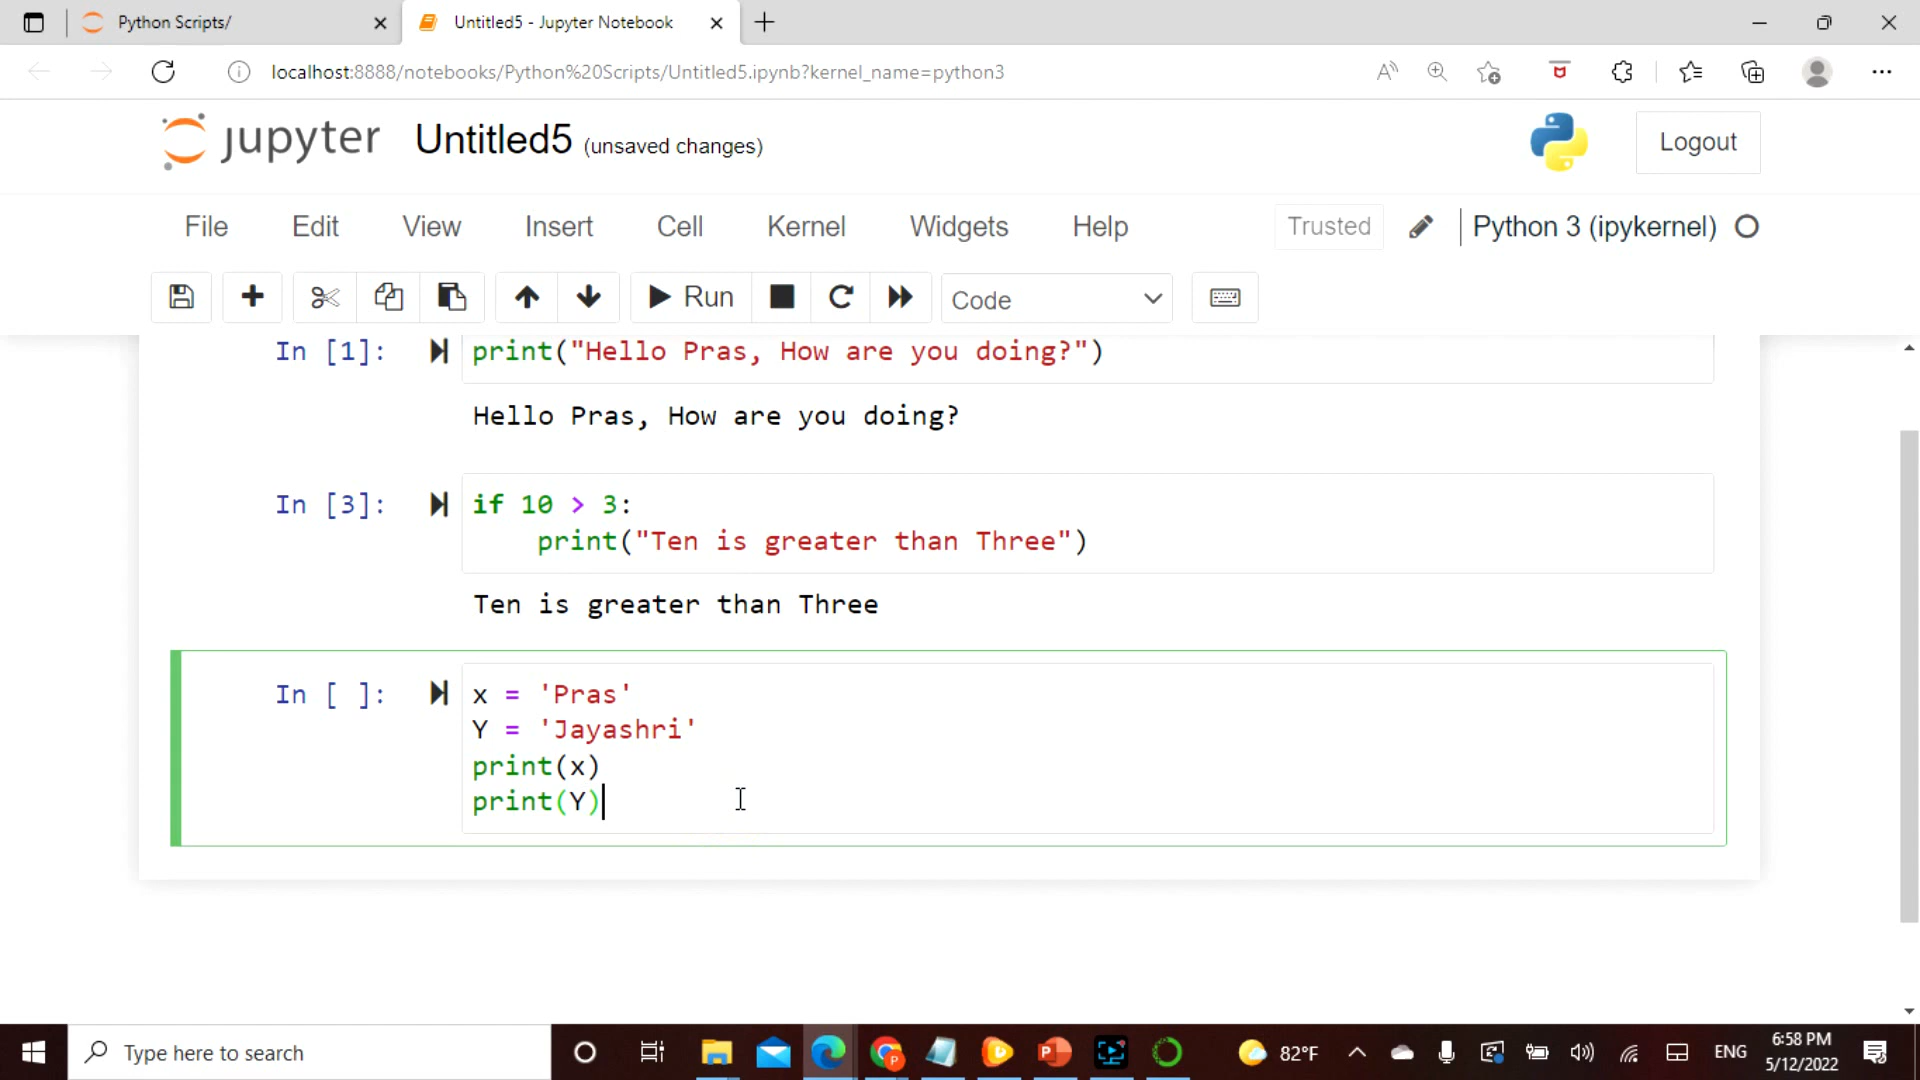 Python Scripts/
Untitled5 - Jupyter Notebook
localhost:8888/notebooks/Python%20Scripts/Untitled5.ipynb?kernel_name=python3
jupyter Untitled5 (unsaved changes)
Logout
File Edit View Insert Cell Kernel Widgets Help Trusted Python 3 (ipykernel)
Run Code
In [1]: print("Hello Pras, How are you doing?")
Hello Pras, How are you doing?
In [3]: if 10 > 3:
print("Ten is greater than Three")
Ten is greater than Three
In [ ]: x = 'Pras'
Y = 'Jayashri'
print(x)
print(Y)
Type here to search
82°F
ENG
6:58 PM
5/12/2022